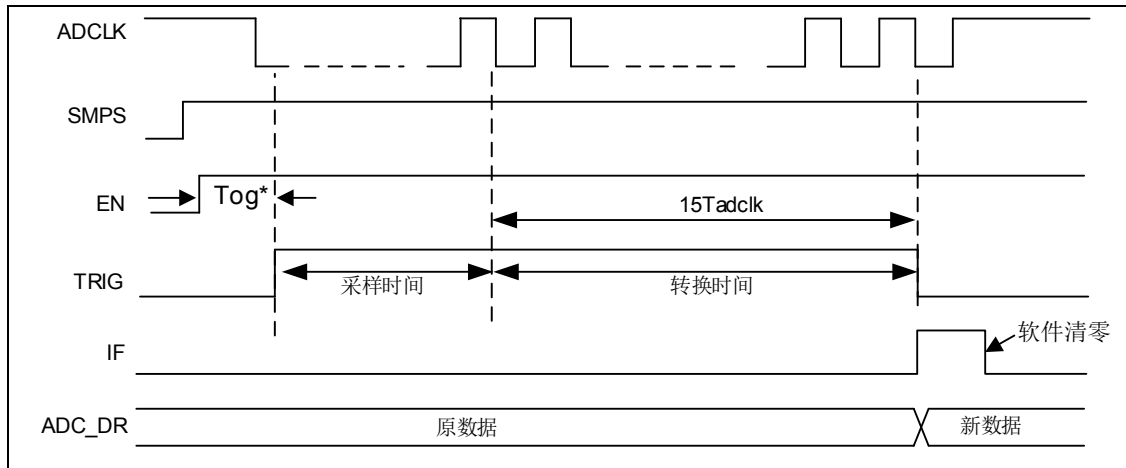 ADCLK
SMPS
EN
Tog*
15Tadclk
TRIG
采样时间
转换时间
IF
软件清零
ADC_DR
原数据
新数据